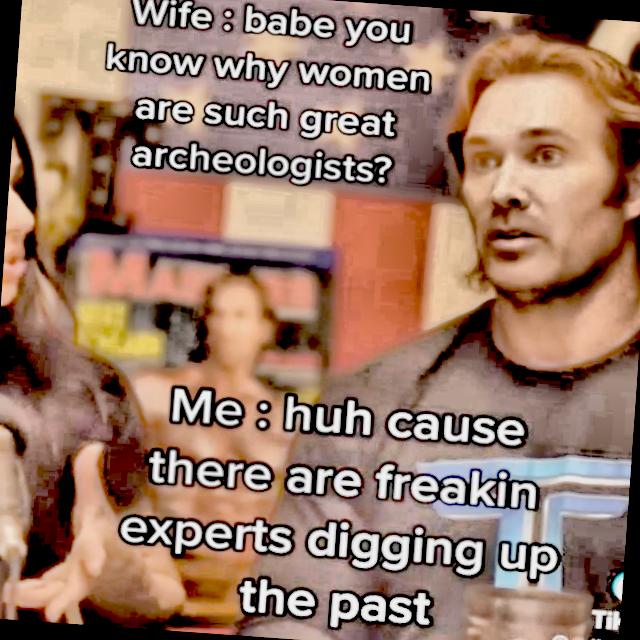 Wife : babe you
know why women
are such great
archeologists?
Me : huh cause
there are freakin
experts digging up
the past